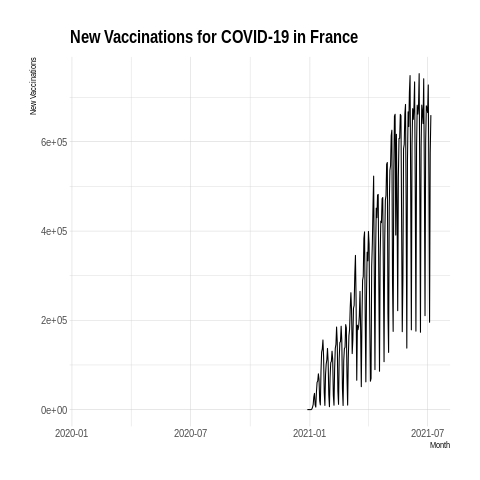 New Vaccinations for COVID-19 in France
New Vaccinations
6e+05
4e+05
2e+05
0e+00
2020-01
2020-07
2021-01
2021-07
Month